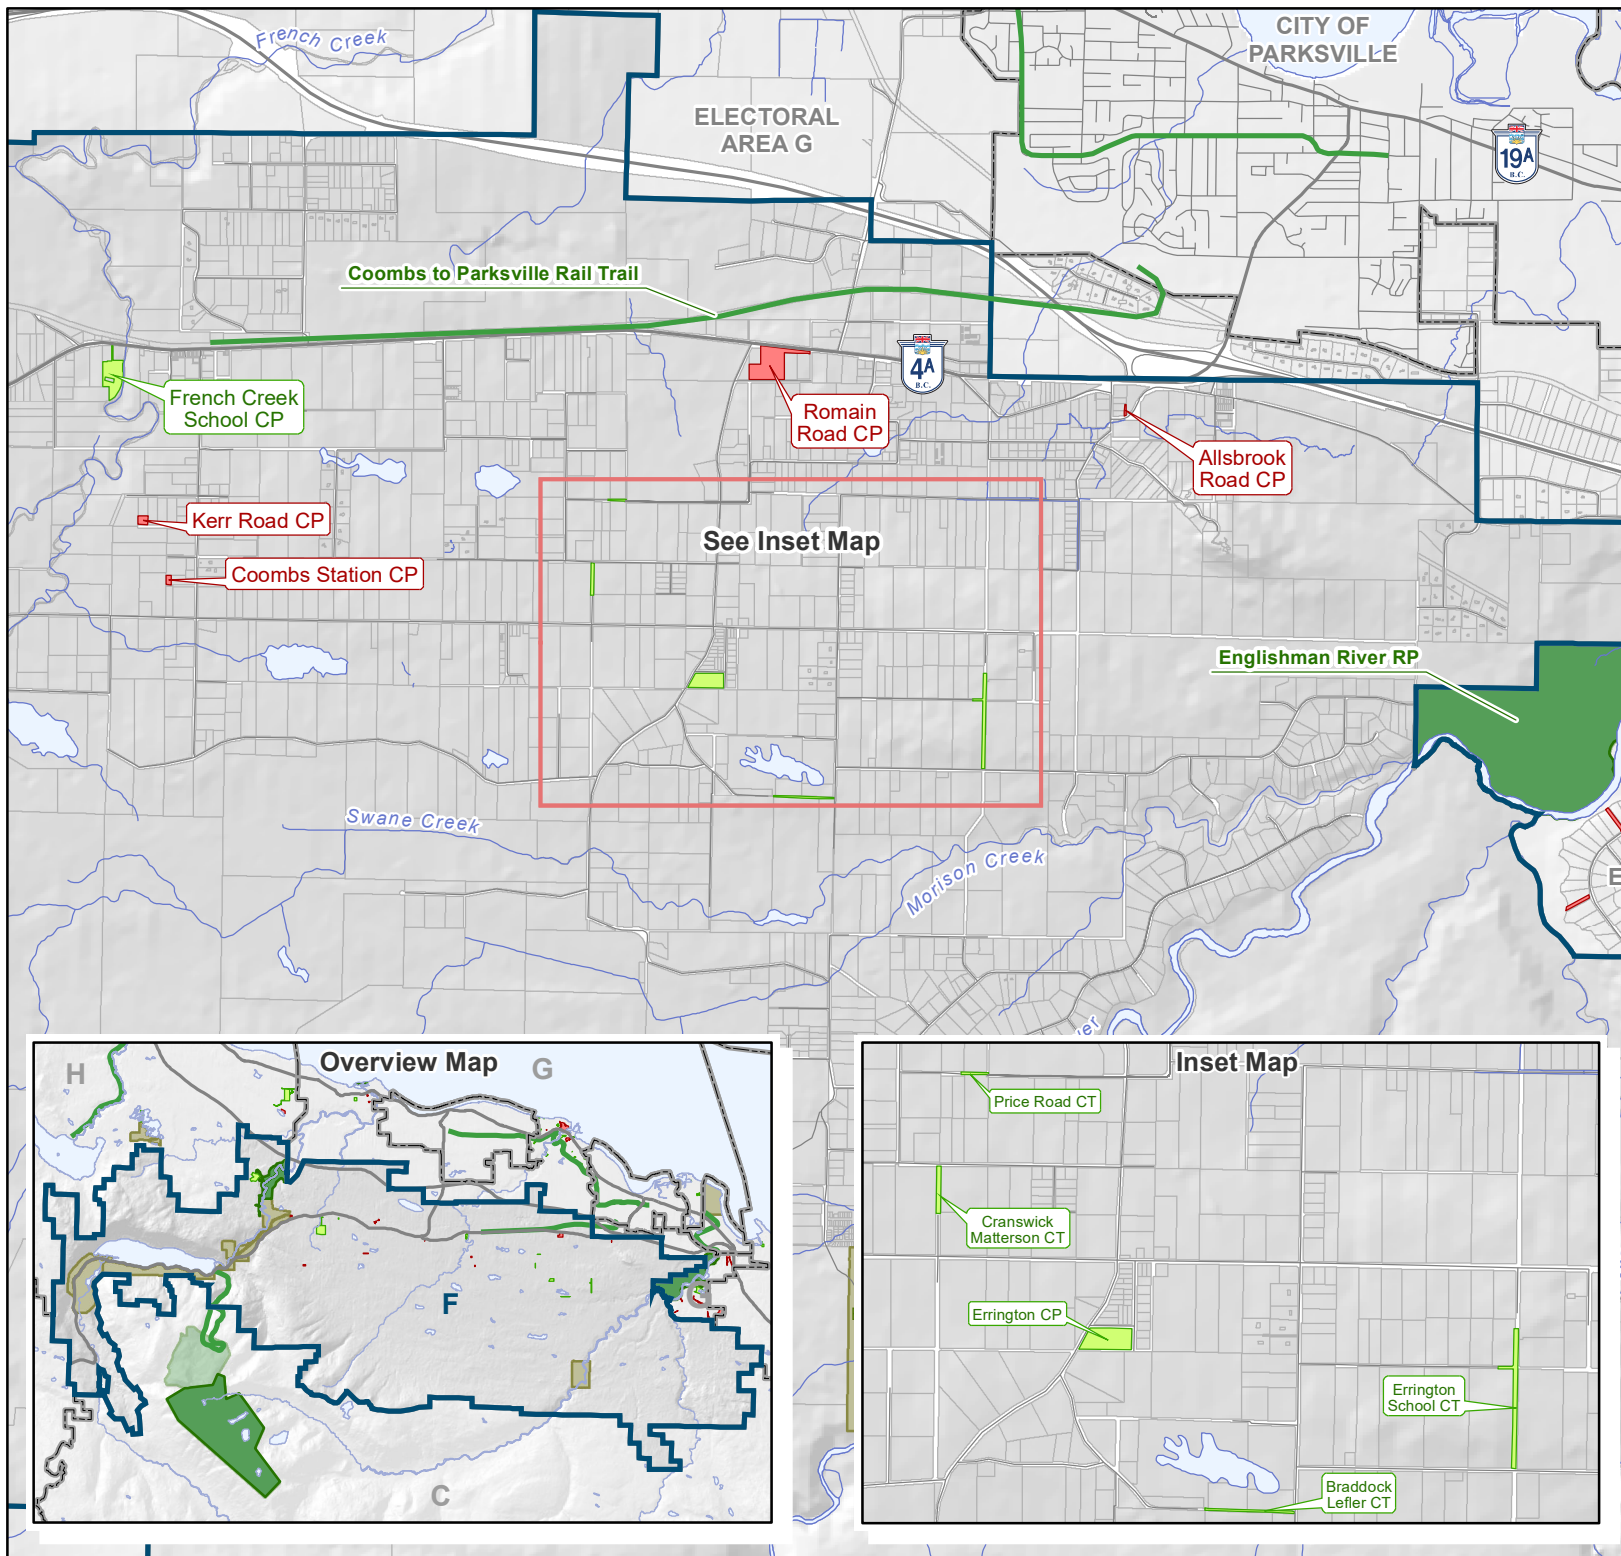 CITY OF
PARKSVILLE
French Creek
ELECTORAL
AREA G
19A
B.C.
Coombs to Parksville Rail Trail
4A
B.C.
French Creek
School CP
Romain
Road CP
Allsbrook
Road CP
Kerr Road CP
See Inset Map
Coombs Station CP
Englishman River RP
Swane Creek
Morison Creek
E
ver
Overview Map
H
G
F
G
C
Inset Map
Price Road CT
Cranswick
Matterson CT
Errington CP
Errington
School CT
Braddock
Lefler CT